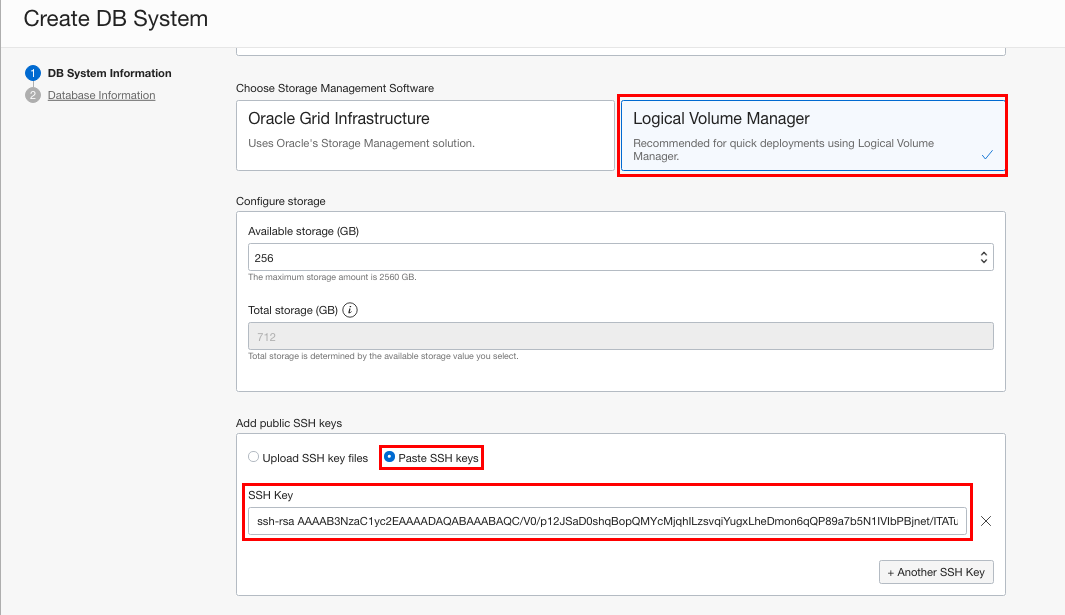 Create DB System
1 DB System Information
2 Database Information
Choose Storage Management Software
Oracle Grid Infrastructure
Uses Oracle's Storage Management solution.
Logical Volume Manager
Recommended for quick deployments using Logical Volume
Manager.
Configure storage
Available storage (GB)
256
The maximum storage amount is 2560 GB.
Total storage (GB) i
712
Total storage is determined by the available storage value you select.
Add public SSH keys
Upload SSH key files
Paste SSH keys
SSH Key
ssh-rsa
+ Another SSH Key